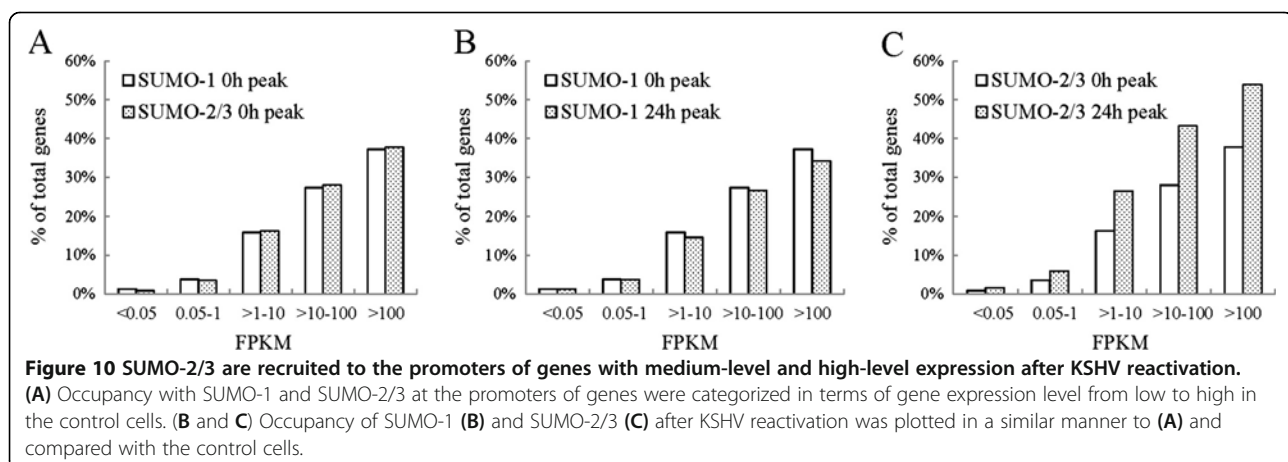 A
60%
50%
40%
30%
20%
10%
0%
% of total genes
SUMO-1 0h peak
SUMO-2/3 0h peak
<0.05 0.05-1 >1-10 >10-100 >100
FPKM
B
60%
50%
40%
30%
20%
10%
0%
% of total genes
SUMO-1 0h peak
SUMO-1 24h peak
<0.05 0.05-1 >1-10 >10-100 >100
FPKM
C
60%
50%
40%
30%
20%
10%
0%
% of total genes
SUMO-2/3 0h peak
SUMO-2/3 24h peak
<0.05 0.05-1 >1-10 >10-100 >100
FPKM
Figure 10 SUMO-2/3 are recruited to the promoters of genes with medium-level and high-level expression after KSHV reactivation.
(A) Occupancy with SUMO-1 and SUMO-2/3 at the promoters of genes were categorized in terms of gene expression level from low to high in
the control cells. (B and C) Occupancy of SUMO-1 (B) and SUMO-2/3 (C) after KSHV reactivation was plotted in a similar manner to (A) and
compared with the control cells.